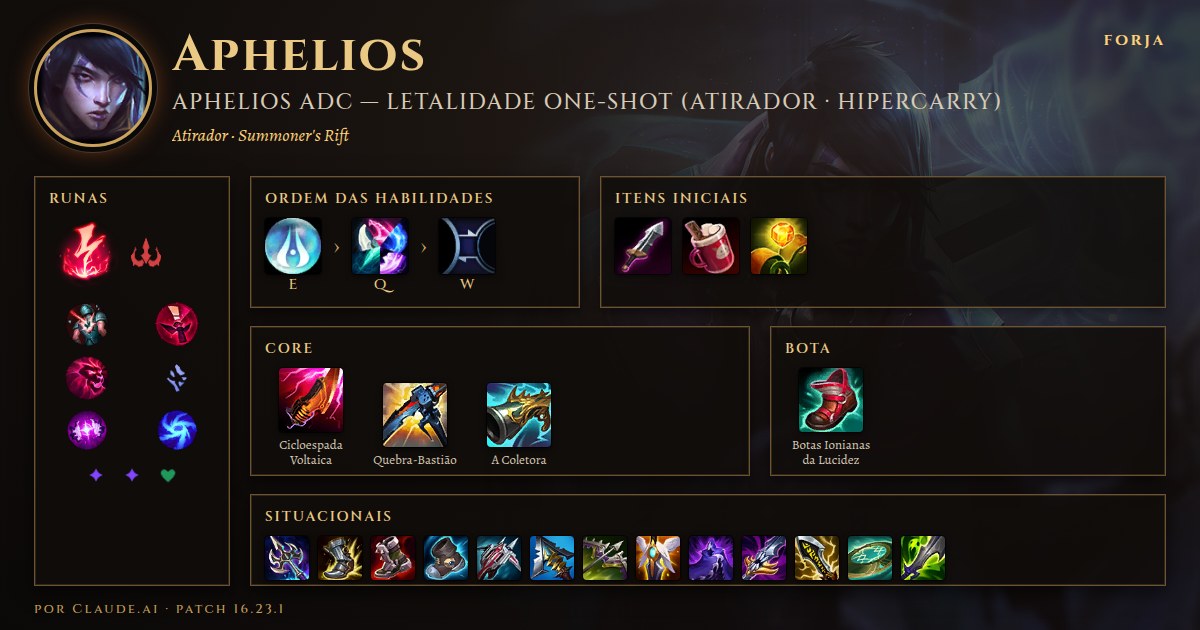 APHELIOS
FORJA
APHELIOS ADC — LETALIDADE ONE-SHOT (ATIRADOR · HIPERCARRY)
Atirador · Summoner's Rift
RUNAS
ORDEM DAS HABILIDADES
E › Q › W
ITENS INICIAIS
CORE
Cicloespada
Voltaica
Quebra-Bastião
A Coletora
BOTA
Botas Ionianas
da Lucidez
SITUACIONAIS
POR CLAUDE.AI · PATCH 16.23.1